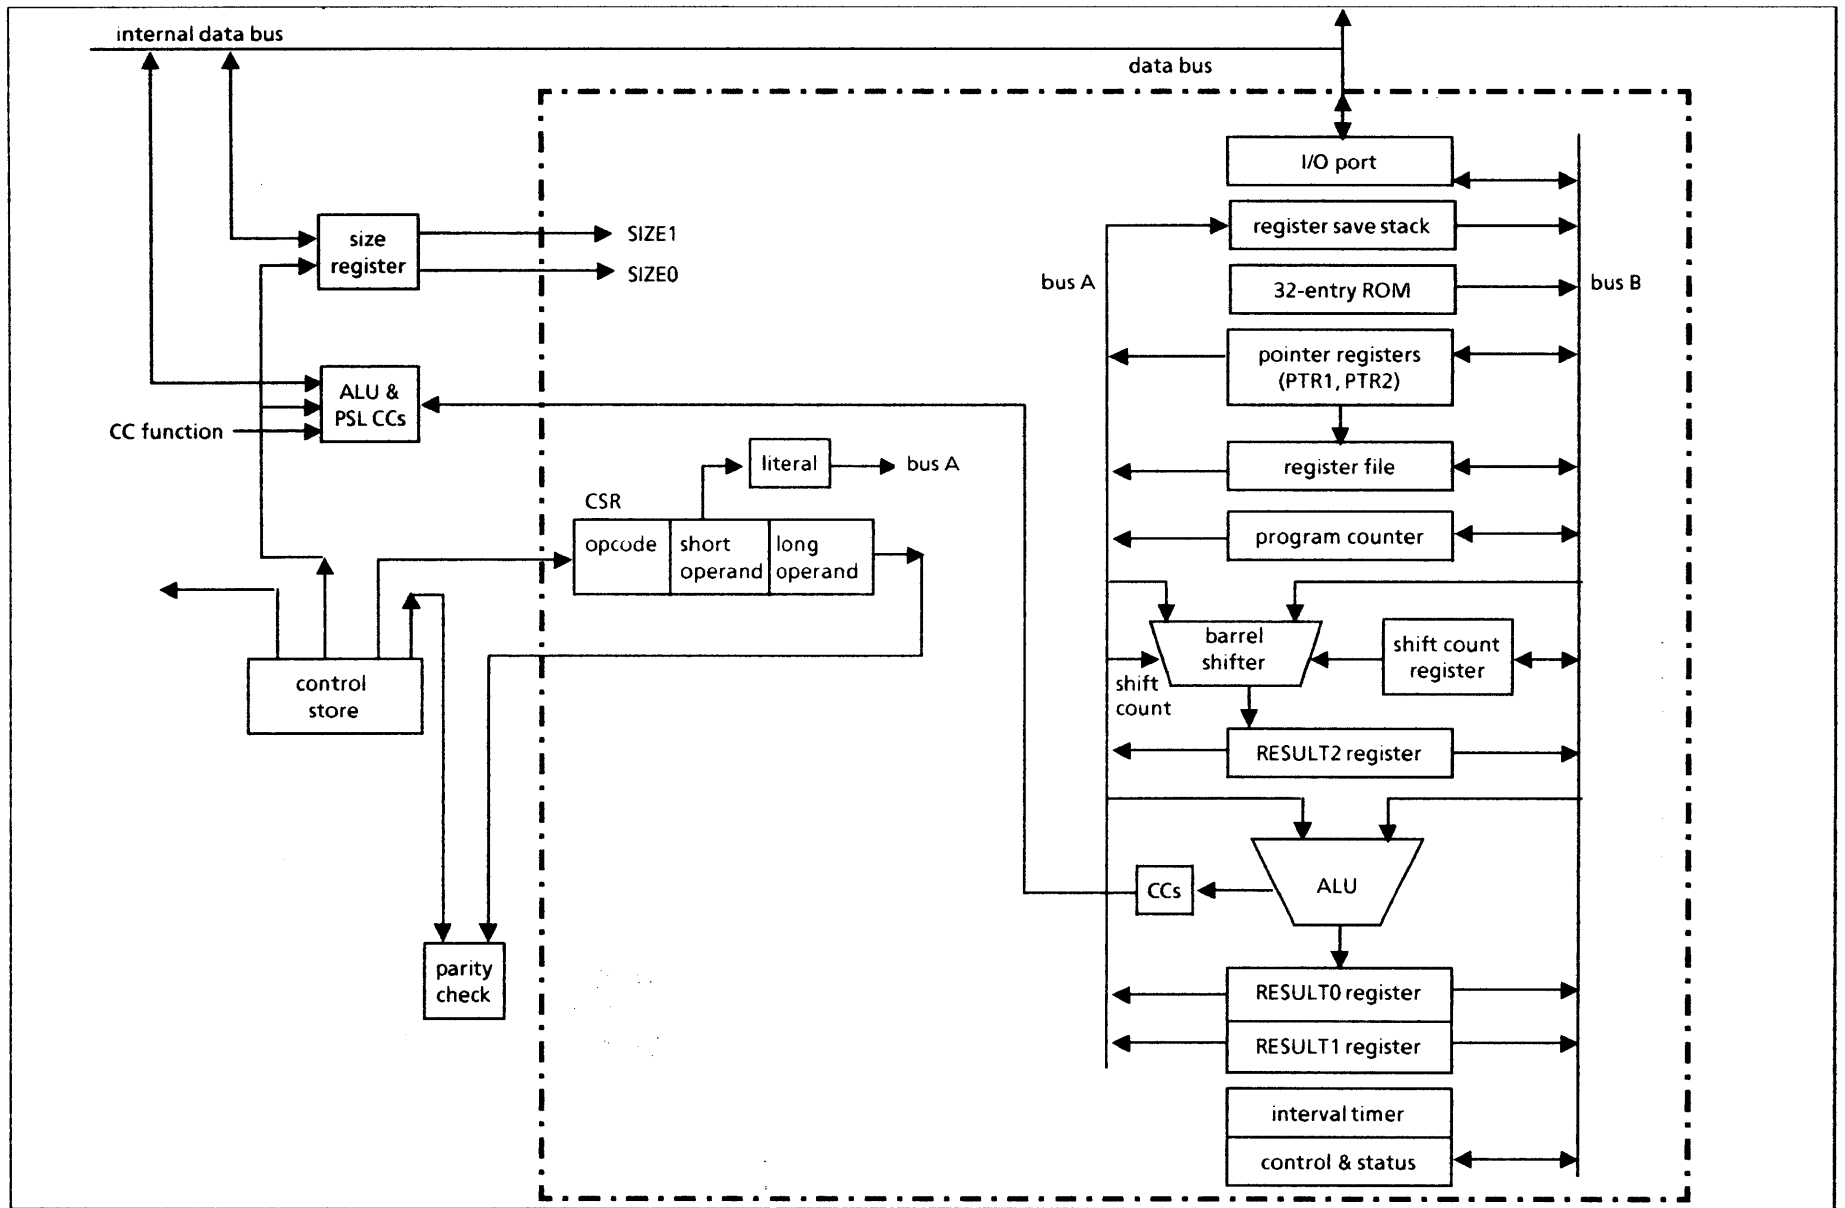 internal data bus
data bus
I/O port
size
register
SIZE1
SIZE0
register save stack
bus A
32-entry ROM
bus B
pointer registers
(PTR1, PTR2)
ALU &
PSL CCs
CC function
literal
bus A
register file
CSR
opcode
short
operand
long
operand
program counter
barrel
shifter
shift count
register
shift
count
control
store
RESULT2 register
ALU
CCs
parity
check
RESULT0 register
RESULT1 register
interval timer
control & status